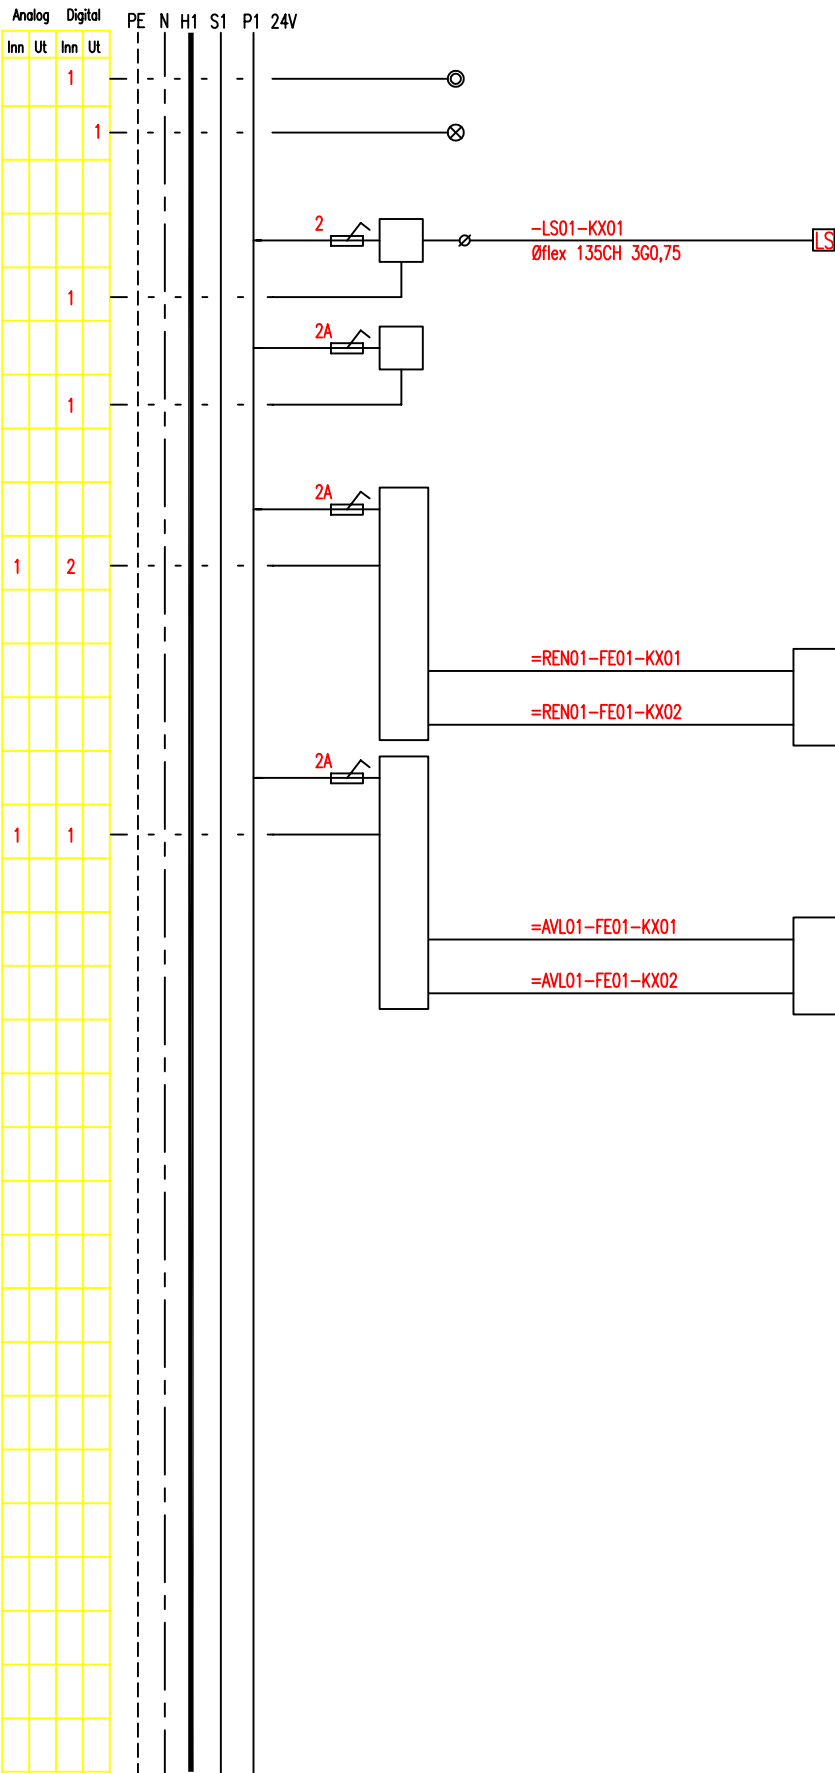 Analog Digital PE N H1 S1 P1 24V
Inn Ut Inn Ut
1
1
2 -LS01-KX01 LS
Øflex 135CH 3G0,75
1
2A
1
2A
1 2
=REN01-FE01-KX01
=REN01-FE01-KX02
2A
1 1
=AVL01-FE01-KX01
=AVL01-FE01-KX02